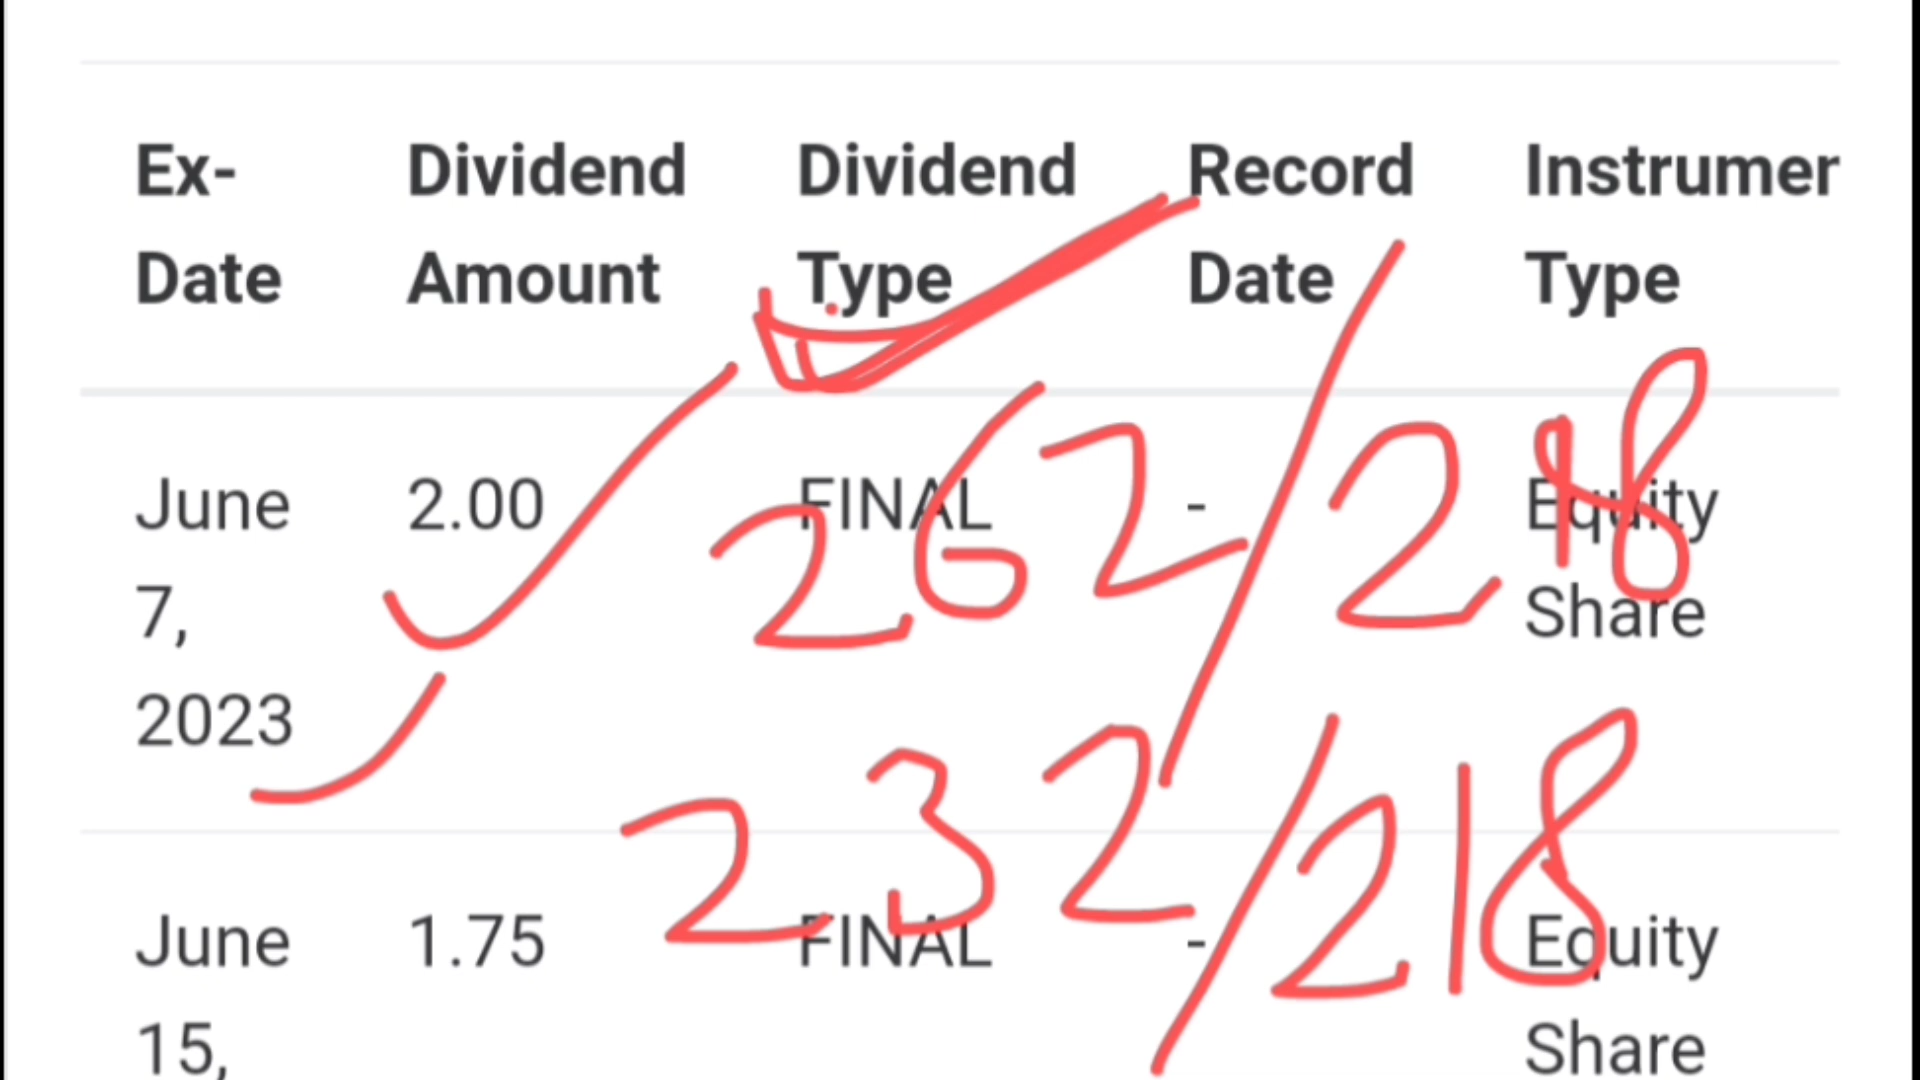 Ex- Dividend Dividend Record Instrumer
Date Amount Type Date Type
June 2.00 FINAL - Equity
7, Share
2023
262/218
232/218
June 1.75 FINAL - Equity
15, Share